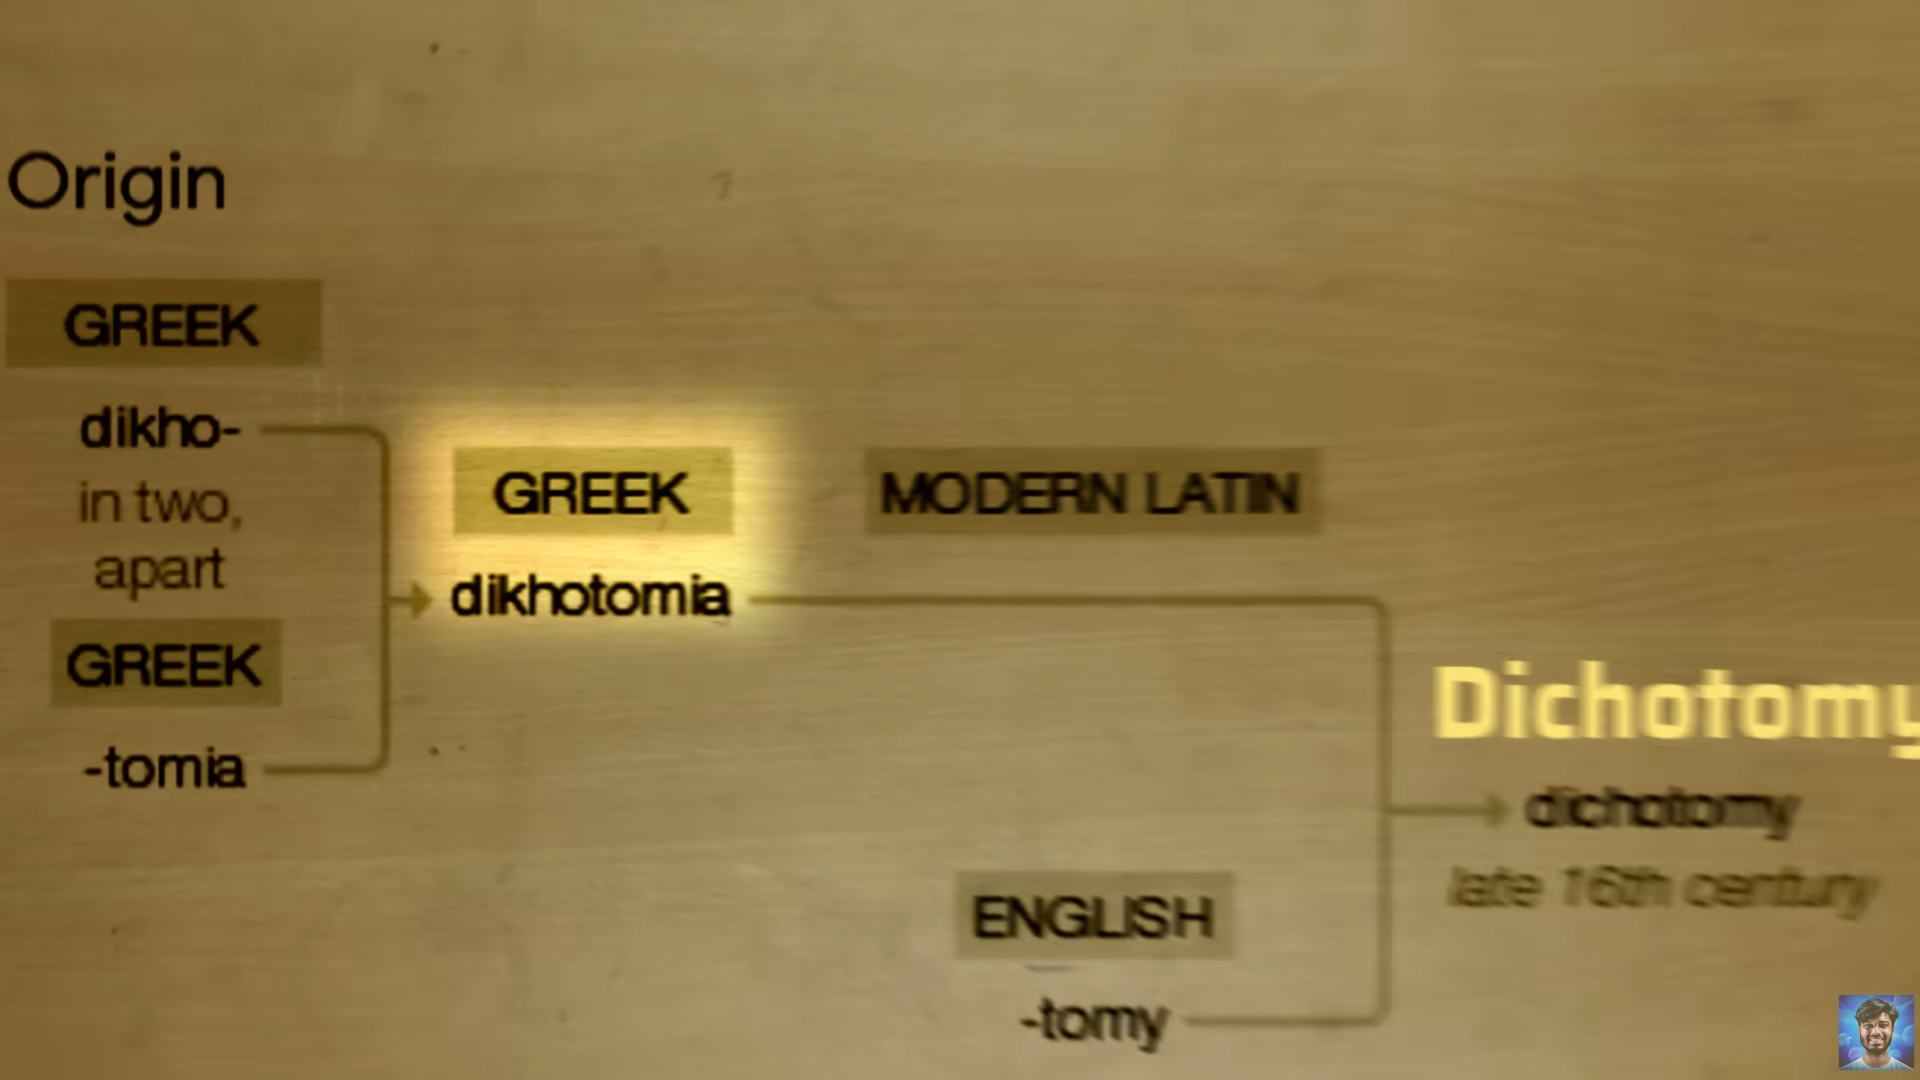 Origin
GREEK
dikho-
in two,
apart
GREEK
-tomia
GREEK
dikhotomia
MODERN LATIN
ENGLISH
-tomy
Dichotomy
dichotomy
late 16th century